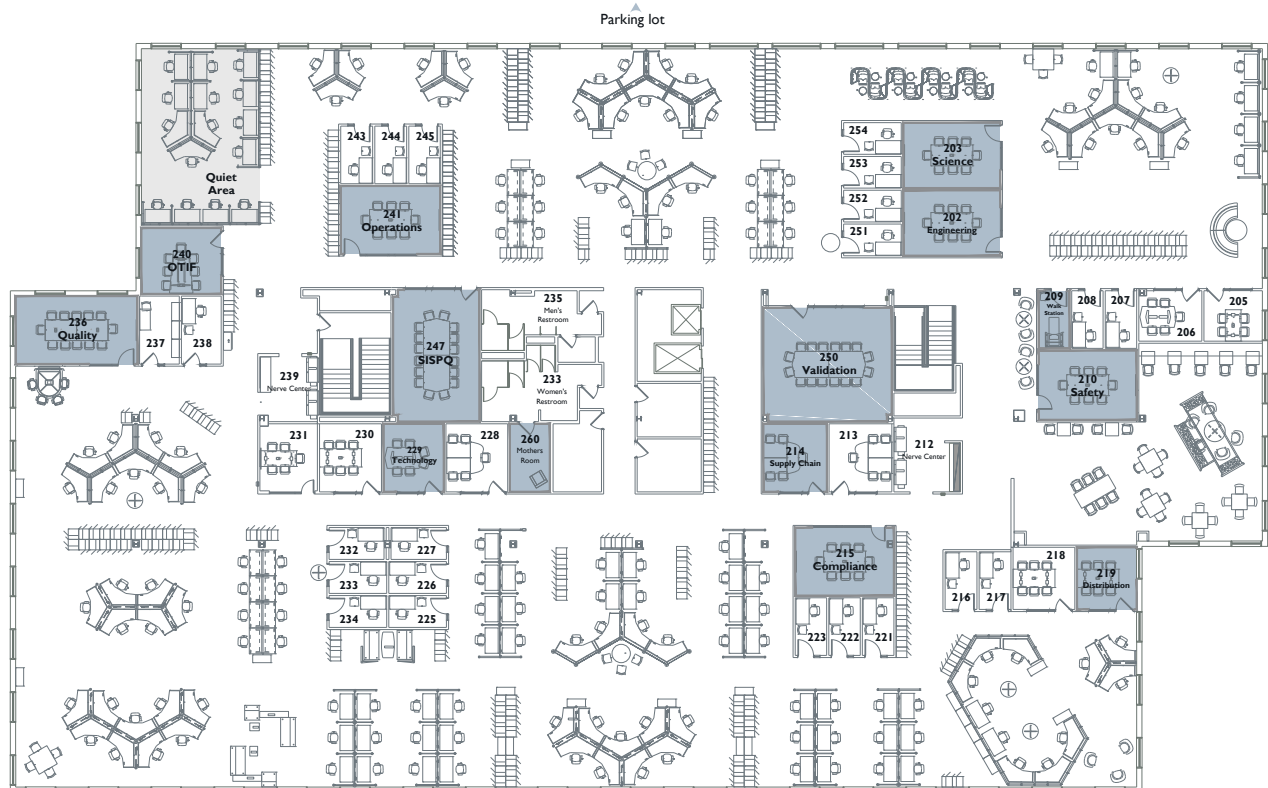 Parking lot
243 244 245
254
253
252
251
203
Science
202
Engineering
Quiet
Area
241
Operations
240
OTIF
236
Quality
237
238
239
Nerve Center
247
SISPQ
235
Men's
Restroom
233
Women's
Restroom
250
Validation
209
Walk
Station
208
207
206
205
210
Safety
231
230
229
Technology
228
260
Mothers
Room
214
Supply Chain
213
212
Nerve Center
232
227
233
226
234
225
215
Compliance
223
222
221
216
217
218
219
Distribution